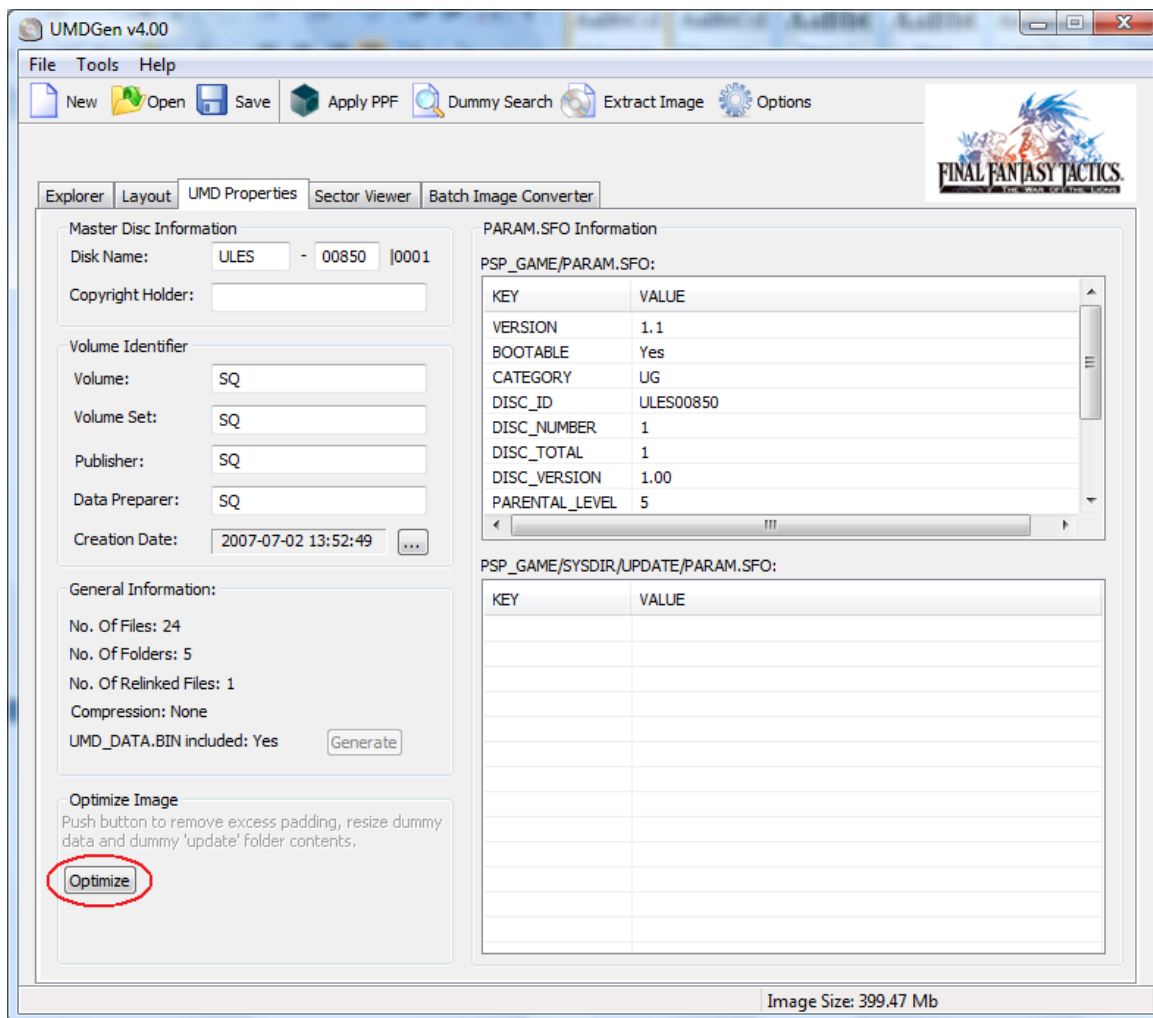 UMDGen v4.00
File Tools Help
New Open Save Apply PPF Dummy Search Extract Image Options
FINAL FANTASY TACTICS.
THE WAR OF THE LIONS
Explorer Layout UMD Properties Sector Viewer Batch Image Converter
Master Disc Information
Disk Name: ULES - 00850 |0001
Copyright Holder:
Volume Identifier
Volume: SQ
Volume Set: SQ
Publisher: SQ
Data Preparer: SQ
Creation Date: 2007-07-02 13:52:49 ...
General Information:
No. Of Files: 24
No. Of Folders: 5
No. Of Relinked Files: 1
Compression: None
UMD_DATA.BIN included: Yes Generate
Optimize Image
Push button to remove excess padding, resize dummy
data and dummy 'update' folder contents.
Optimize
PARAM.SFO Information
PSP_GAME/PARAM.SFO:
KEY VALUE
VERSION 1.1
BOOTABLE Yes
CATEGORY UG
DISC_ID ULES00850
DISC_NUMBER 1
DISC_TOTAL 1
DISC_VERSION 1.00
PARENTAL_LEVEL 5
PSP_GAME/SYSDIR/UPDATE/PARAM.SFO:
KEY VALUE
Image Size: 399.47 Mb